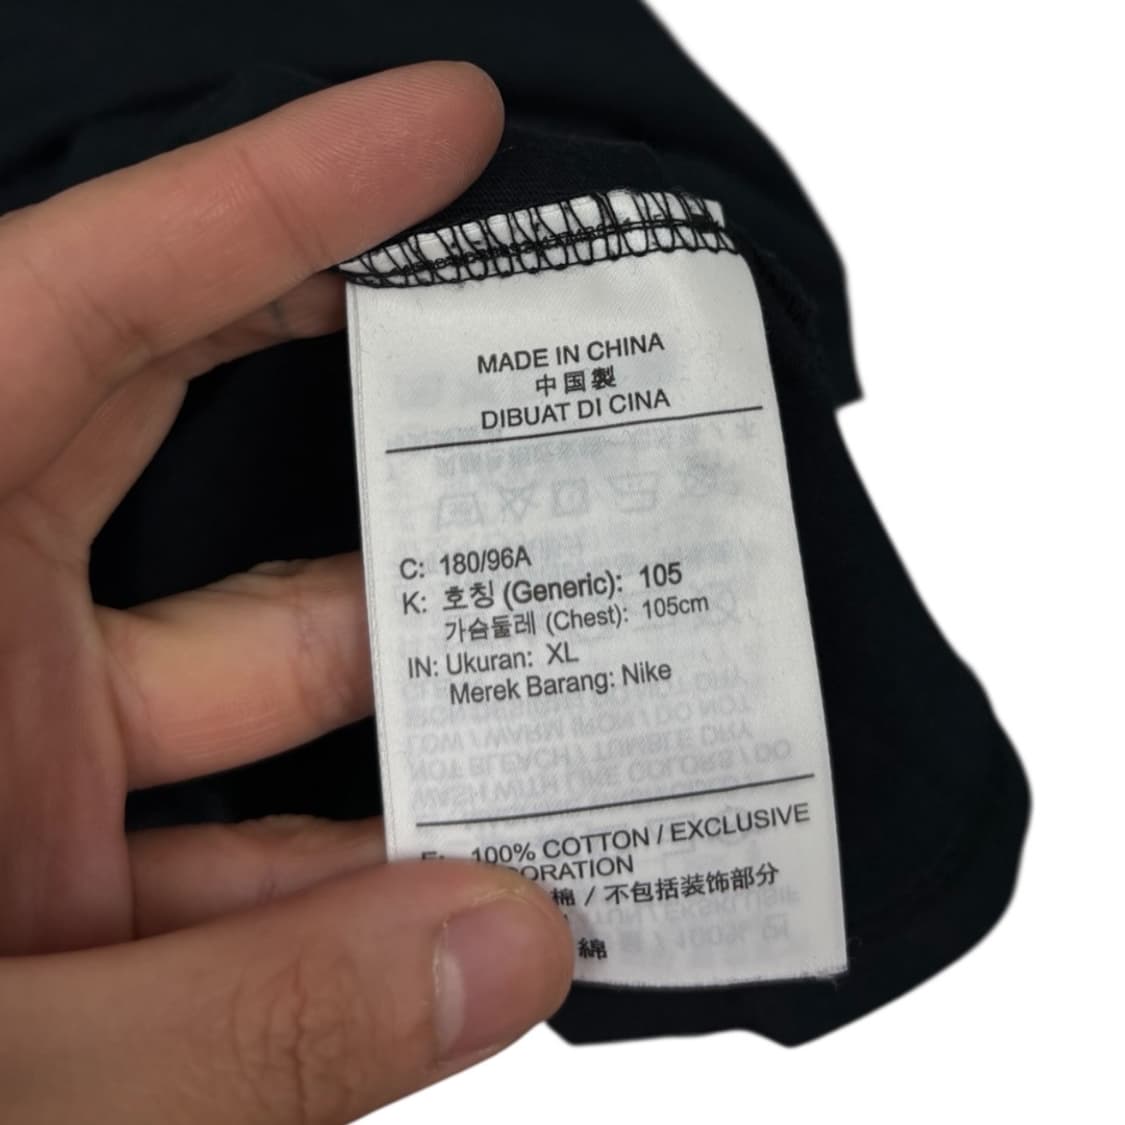 MADE IN CHINA
中国製
DIBUAT DI CINA
C: 180/96A
K: 호칭 (Generic): 105
가슴둘레 (Chest): 105cm
IN: Ukuran: XL
Merek Barang: Nike
100% COTTON / EXCLUSIVE
棉 / 不包括装饰部分
綿